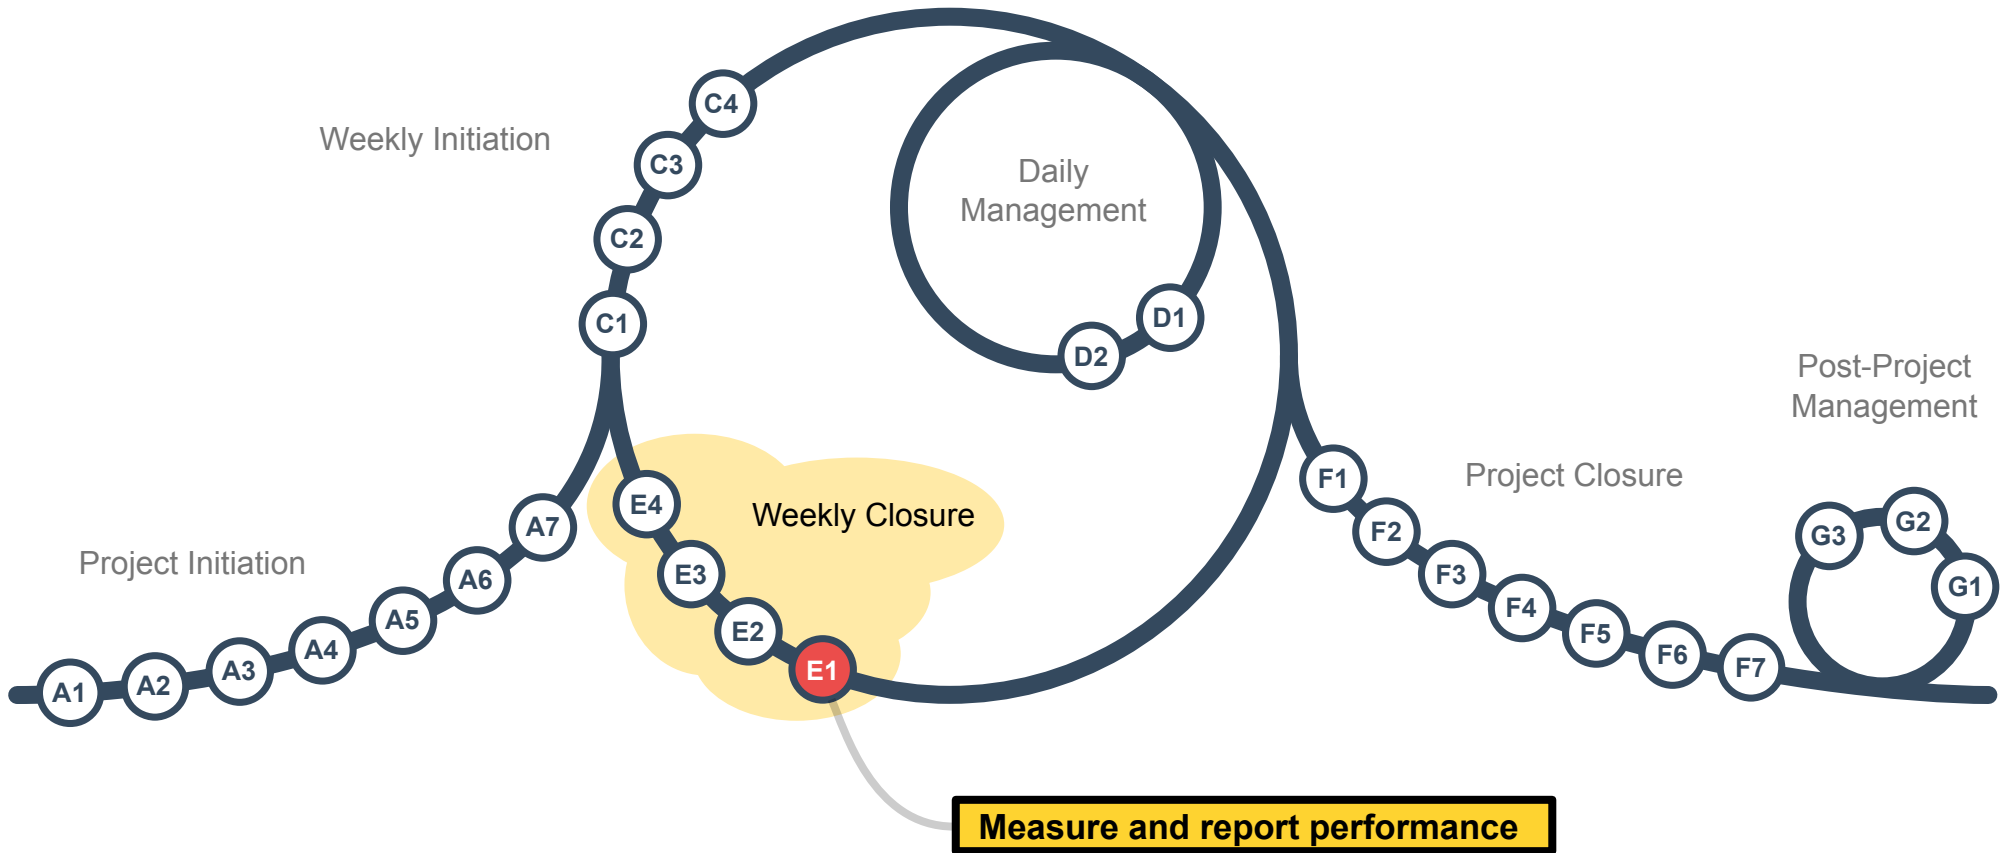 Project Initiation
A1
A2
A3
A4
A5
A6
A7
Weekly Initiation
C1
C2
C3
C4
Daily
Management
D1
D2
Weekly Closure
E1
E2
E3
E4
Measure and report performance
Project Closure
F1
F2
F3
F4
F5
F6
F7
Post-Project
Management
G1
G2
G3